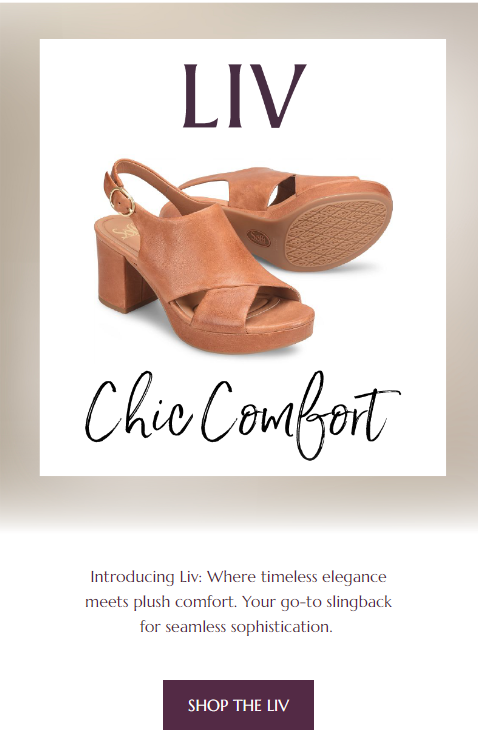 LIV
Chic Comfort
Introducing Liv: Where timeless elegance
meets plush comfort. Your go-to slingback
for seamless sophistication.
SHOP THE LIV